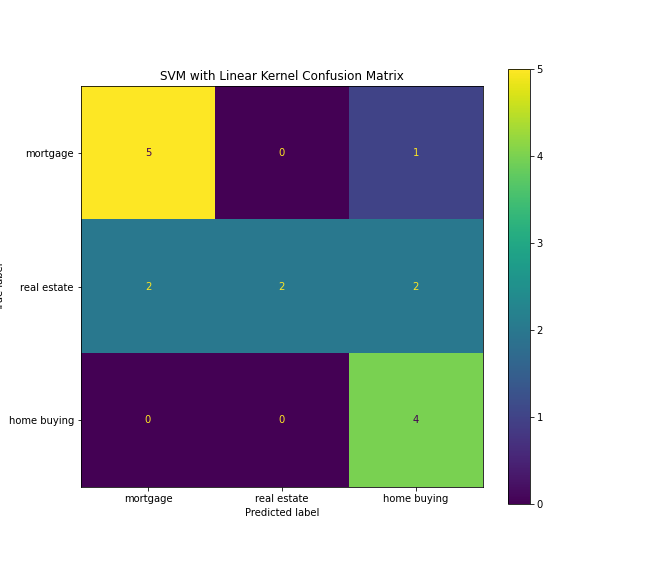 SVM with Linear Kernel Confusion Matrix
mortgage
real estate
home buying
5 0 1
2 2 2
0 0 4
mortgage real estate home buying
Predicted label
5
4
3
2
1
0